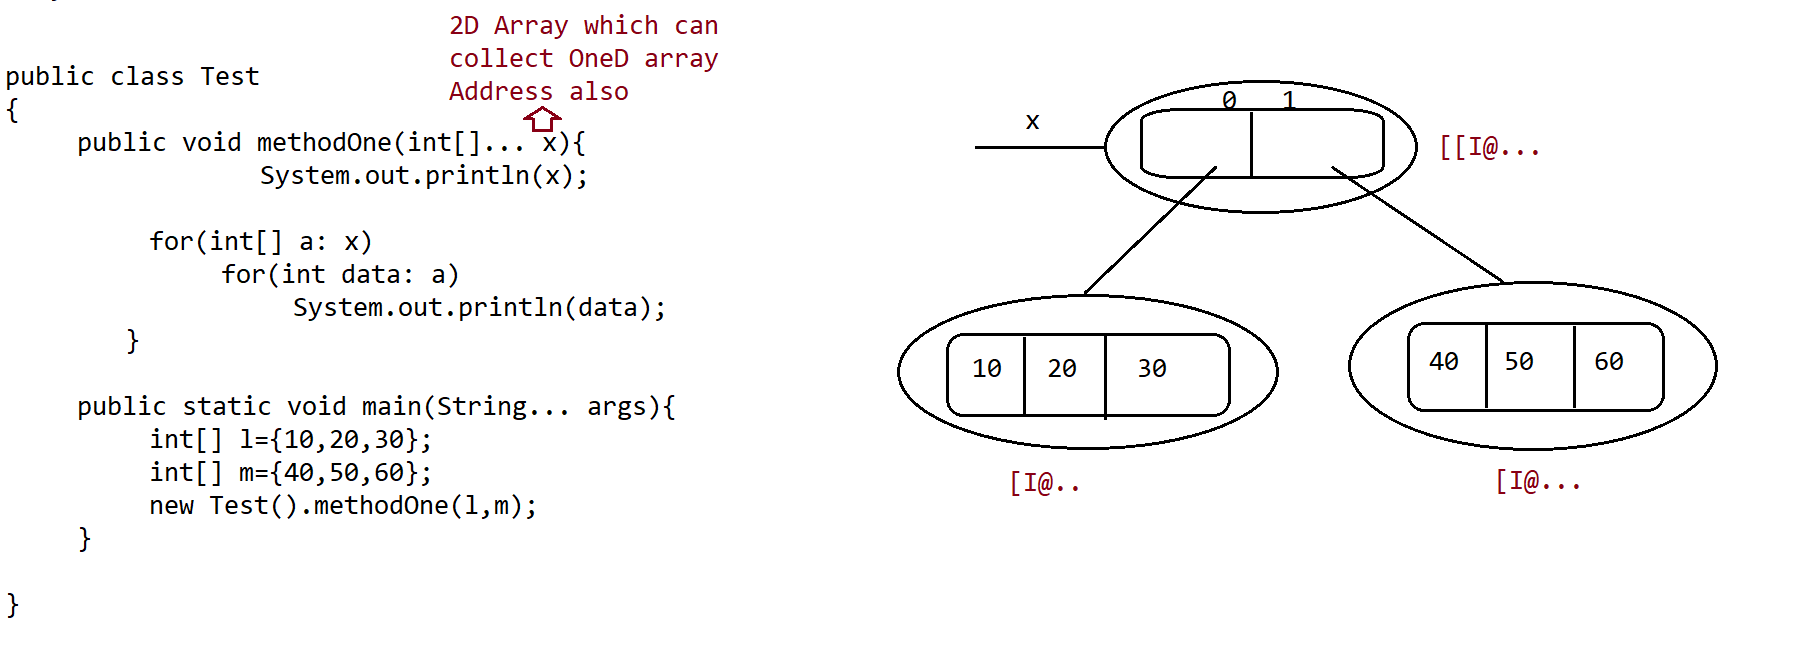 2D Array which can
collect OneD array
Address also
public class Test
{
public void methodOne(int[]... x){
System.out.println(x);
for(int[] a: x)
for(int data: a)
System.out.println(data);
}
public static void main(String... args){
int[] l={10,20,30};
int[] m={40,50,60};
new Test().methodOne(l,m);
}
}
x
0 1
[[I@...
10 20 30
40 50 60
[I@..
[I@...